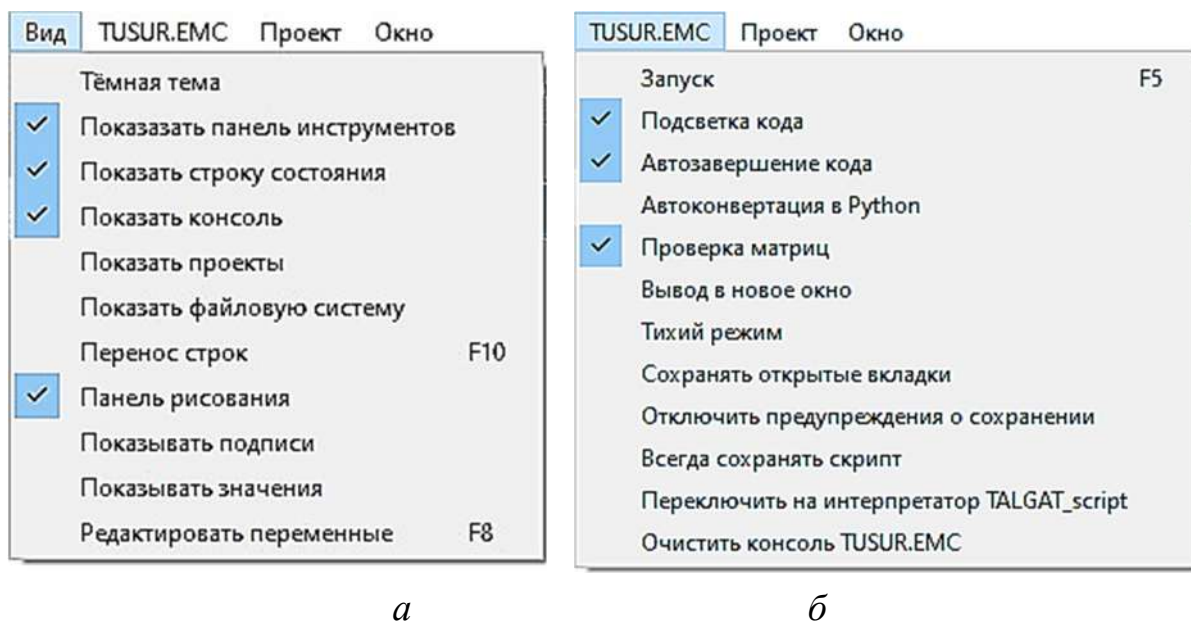 Вид TUSUR.EMC Проект Окно
Тёмная тема
Показазать панель инструментов
Показать строку состояния
Показать консоль
Показать проекты
Показать файловую систему
Перенос строк F10
Панель рисования
Показывать подписи
Показывать значения
Редактировать переменные F8
а
TUSUR.EMC Проект Окно
Запуск F5
Подсветка кода
Автозавершение кода
Автоконвертация в Python
Проверка матриц
Вывод в новое окно
Тихий режим
Сохранять открытые вкладки
Отключить предупреждения о сохранении
Всегда сохранять скрипт
Переключить на интерпретатор TALGAT_script
Очистить консоль TUSUR.EMC
б